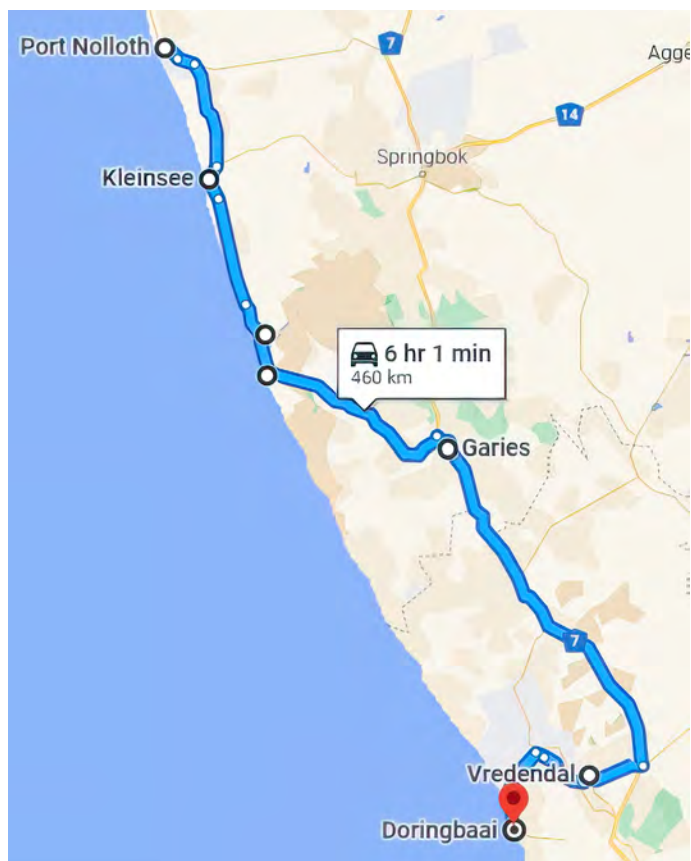 Port Nolloth
7
Agge
14
Springbok
Kleinsee
6 hr 1 min
460 km
Garies
7
Vredendal
Doringbaai